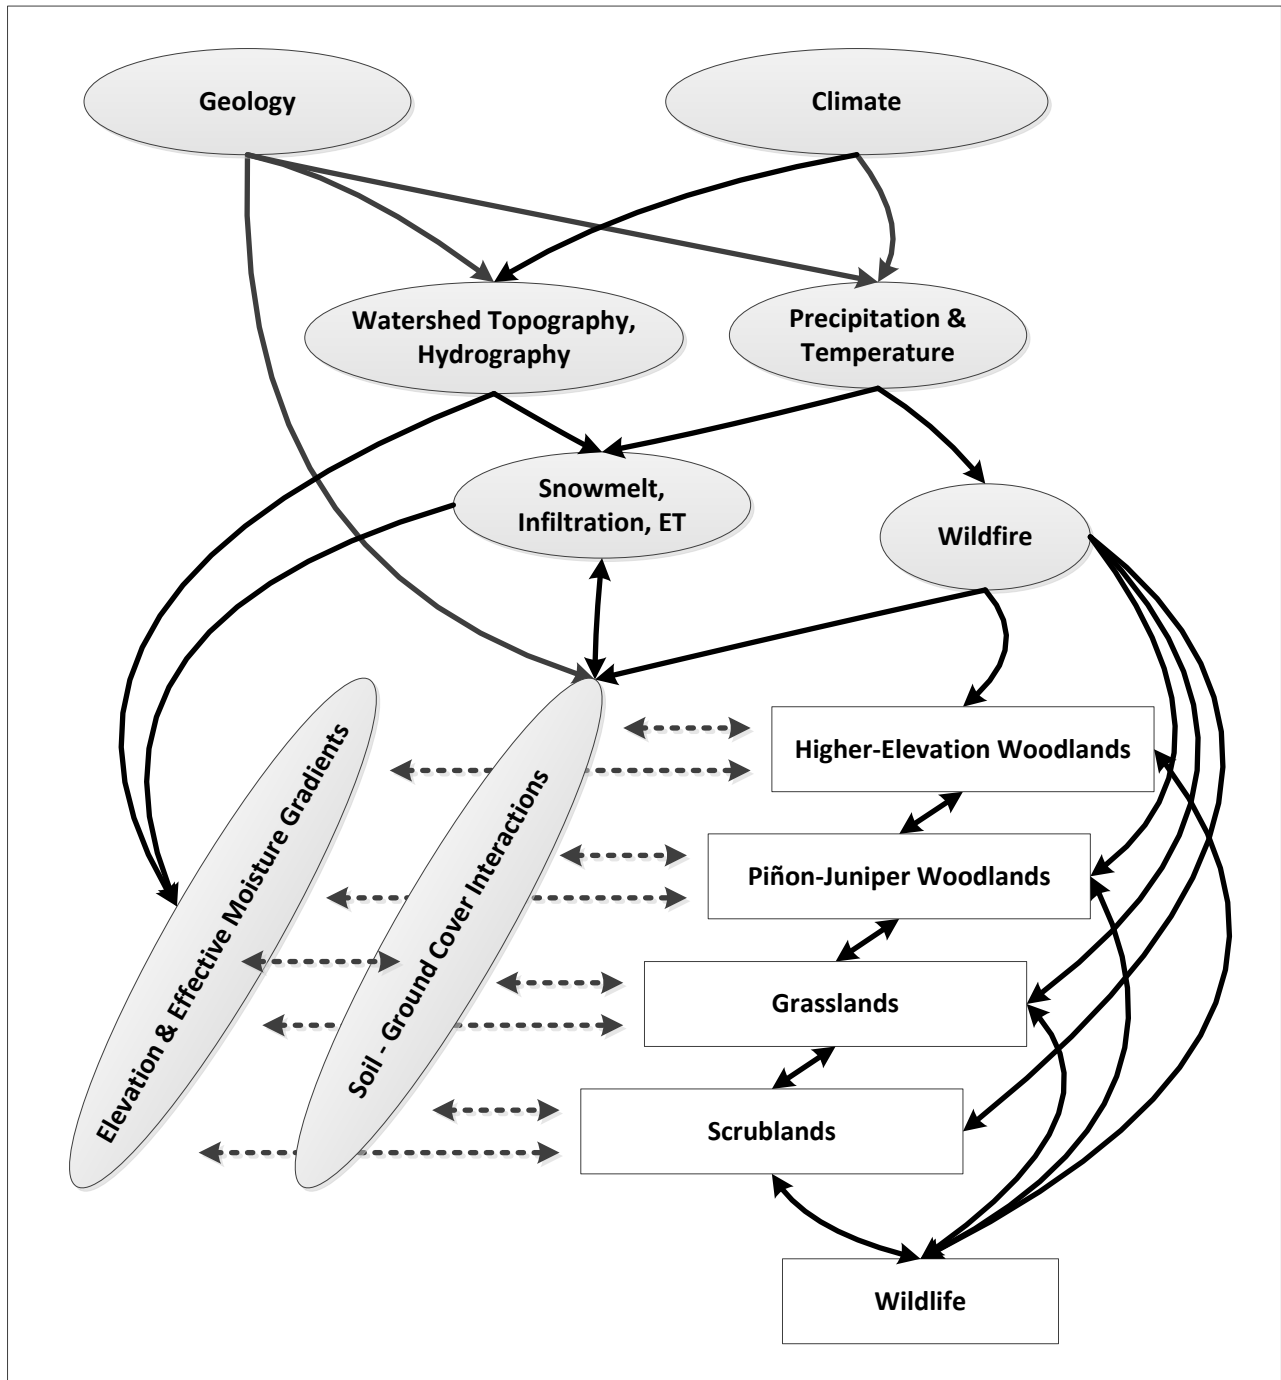 Geology
Climate
Watershed Topography,
Hydrography
Precipitation &
Temperature
Snowmelt,
Infiltration, ET
Wildfire
Elevation & Effective Moisture Gradients
Soil - Ground Cover Interactions
Higher-Elevation Woodlands
Piñon-Juniper Woodlands
Grasslands
Scrublands
Wildlife